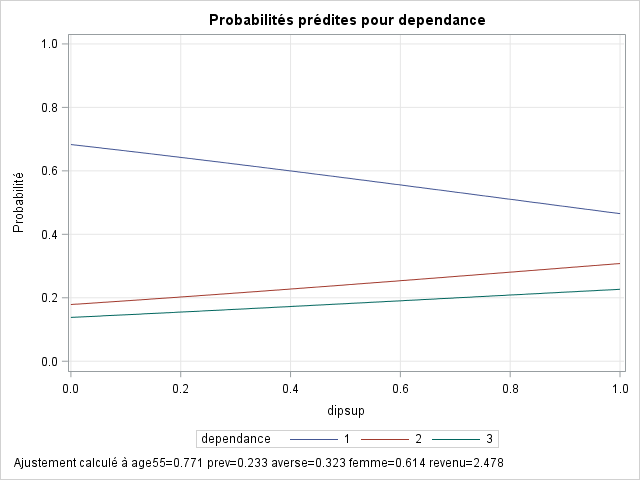 Probabilités prédites pour dependance
1.0
0.8
0.6
0.4
0.2
0.0
Probabilité
0.0 0.2 0.4 0.6 0.8 1.0
dipsup
dependance 1 2 3
Ajustement calculé à age55=0.771 prev=0.233 averse=0.323 femme=0.614 revenu=2.478